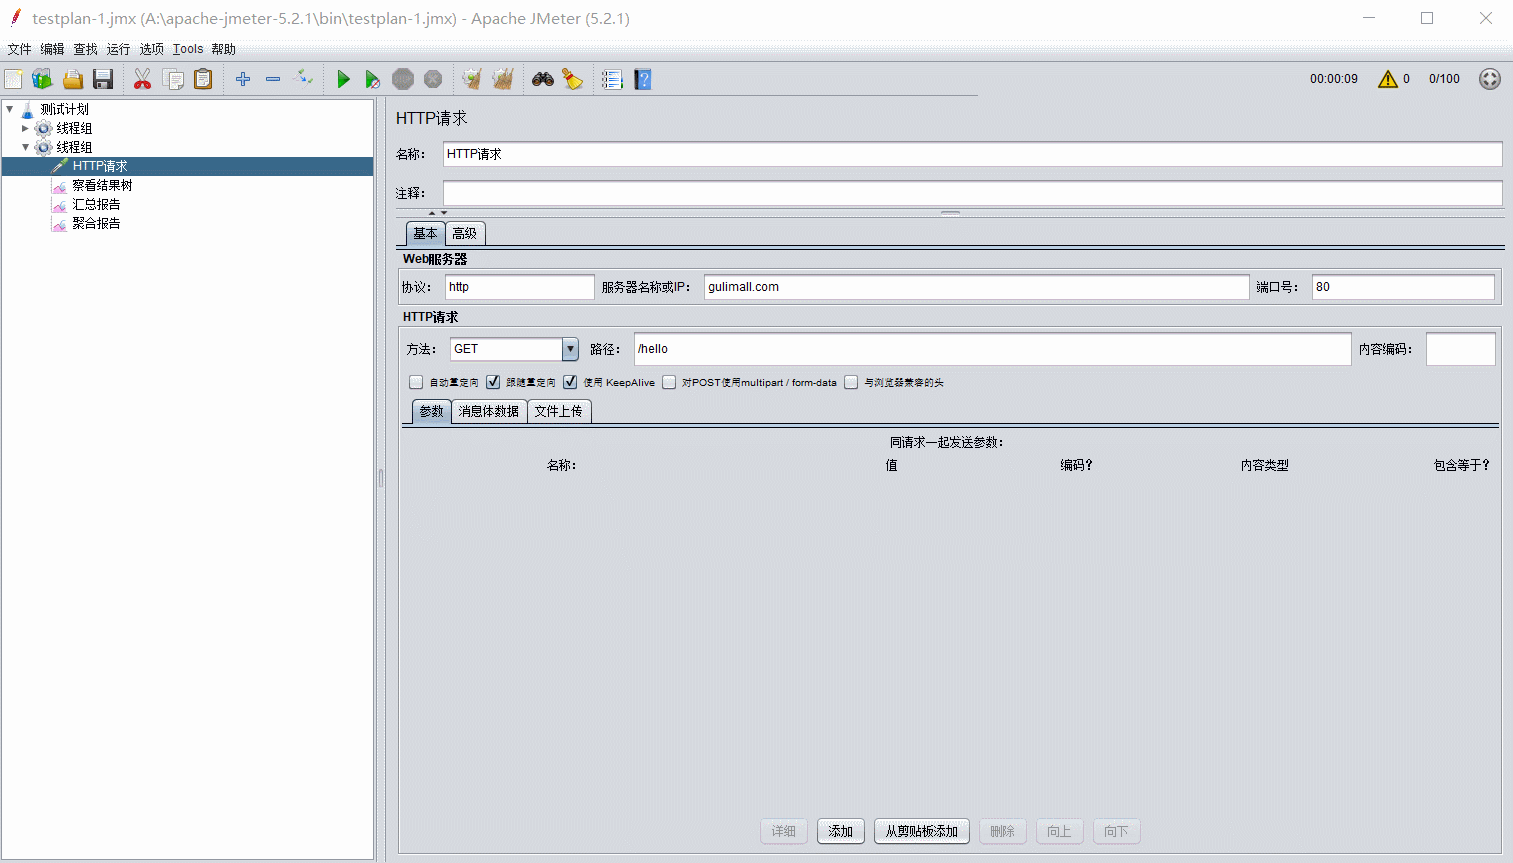 testplan-1.jmx (A:\apache-jmeter-5.2.1\bin\testplan-1.jmx) - Apache JMeter (5.2.1)
文件 编辑 查找 运行 选项 Tools 帮助
00:00:09 0 0/100
测试计划
线程组
线程组
HTTP请求
察看结果树
汇总报告
聚合报告
HTTP请求
名称： HTTP请求
注释：
基本 高级
Web服务器
协议： http 服务器名称或IP： gulimall.com 端口号： 80
HTTP请求
方法： GET 路径： /hello 内容编码：
自动重定向 跟随重定向 使用 KeepAlive 对POST使用multipart / form-data 与浏览器兼容的头
参数 消息体数据 文件上传
同请求一起发送参数：
名称： 值 编码？ 内容类型 包含等于？
详细 添加 从剪贴板添加 删除 向上 向下